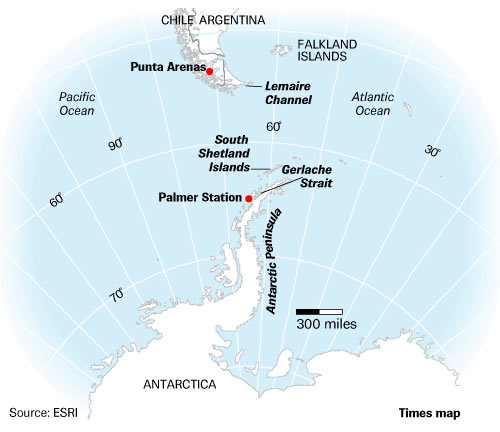 CHILE ARGENTINA
FALKLAND
ISLANDS
Punta Arenas
Lemaire
Channel
Pacific
Ocean
Atlantic
Ocean
60°
90°
30°
South
Shetland
Islands
Gerlache
Strait
60°
Palmer Station
Antarctic Peninsula
70°
300 miles
ANTARCTICA
Source: ESRI
Times map